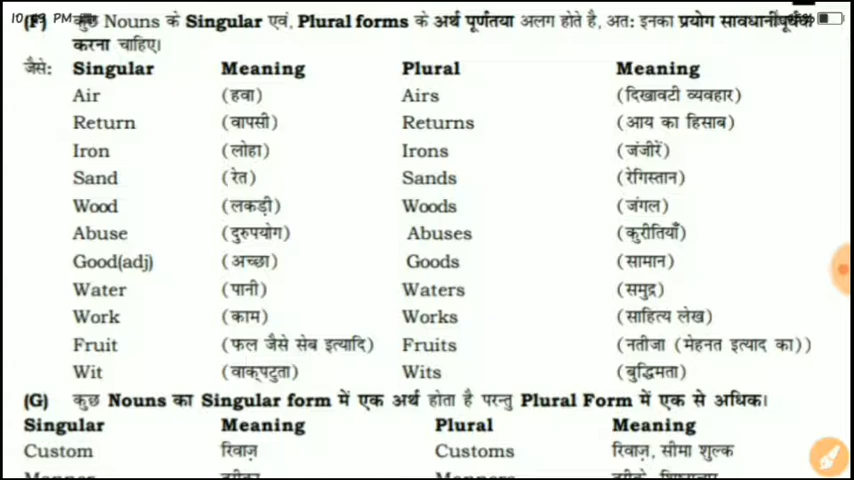 (F) कुछ Nouns के Singular एवं Plural forms के अर्थ पूर्णतया अलग होते है, अतः इनका प्रयोग सावधानीपूर्वक
करना चाहिए।
जैसे: Singular Meaning Plural Meaning
Air (हवा) Airs (दिखावटी व्यवहार)
Return (वापसी) Returns (आय का हिसाब)
Iron (लोहा) Irons (जंजीरें)
Sand (रेत) Sands (रेगिस्तान)
Wood (लकड़ी) Woods (जंगल)
Abuse (दुरुपयोग) Abuses (कुरीतियाँ)
Good(adj) (अच्छा) Goods (सामान)
Water (पानी) Waters (समुद्र)
Work (काम) Works (साहित्य लेख)
Fruit (फल जैसे सेब इत्यादि) Fruits (नतीजा (मेहनत इत्याद का))
Wit (वाक्पटुता) Wits (बुद्धिमता)
(G) कुछ Nouns का Singular form में एक अर्थ होता है परन्तु Plural Form में एक से अधिक।
Singular Meaning Plural Meaning
Custom रिवाज़ Customs रिवाज़, सीमा शुल्क